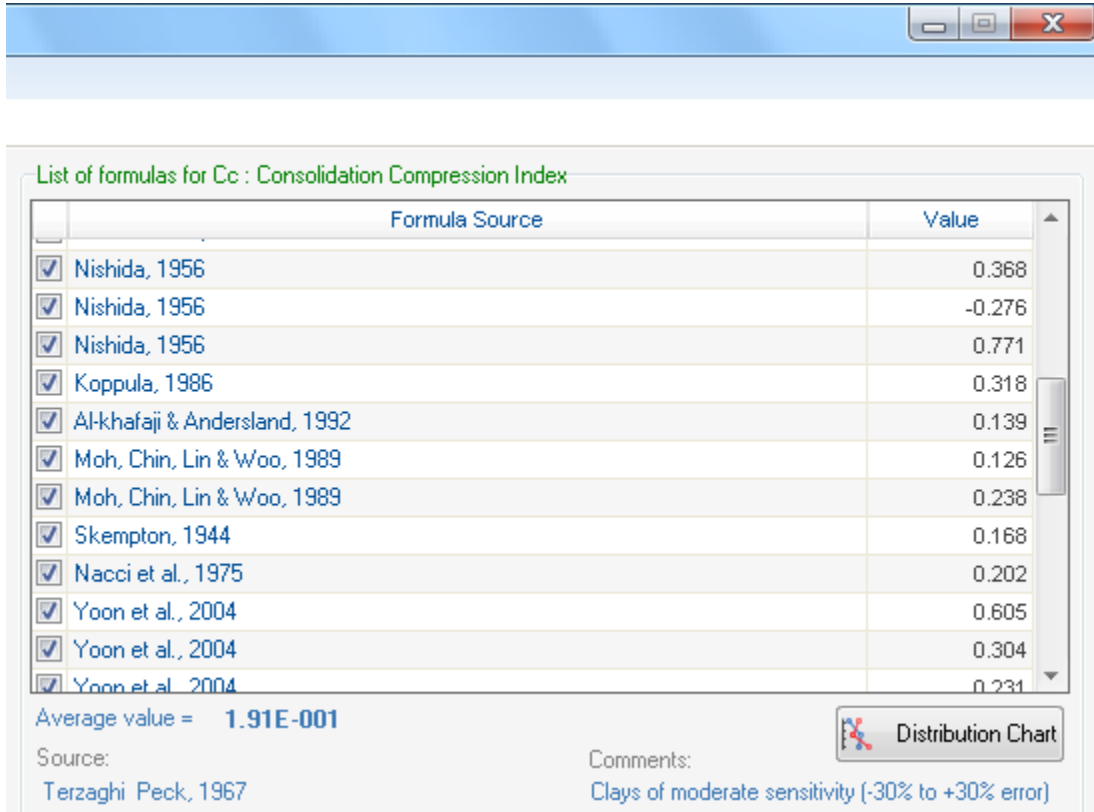 List of formulas for Cc : Consolidation Compression Index
Formula Source Value
Nishida, 1956 0.368
Nishida, 1956 -0.276
Nishida, 1956 0.771
Koppula, 1986 0.318
Al-khafaji & Andersland, 1992 0.139
Moh, Chin, Lin & Woo, 1989 0.126
Moh, Chin, Lin & Woo, 1989 0.238
Skempton, 1944 0.168
Nacci et al., 1975 0.202
Yoon et al., 2004 0.605
Yoon et al., 2004 0.304
Yoon et al., 2004 0.231
Average value = 1.91E-001
Distribution Chart
Source: Comments:
Terzaghi Peck, 1967 Clays of moderate sensitivity (-30% to +30% error)